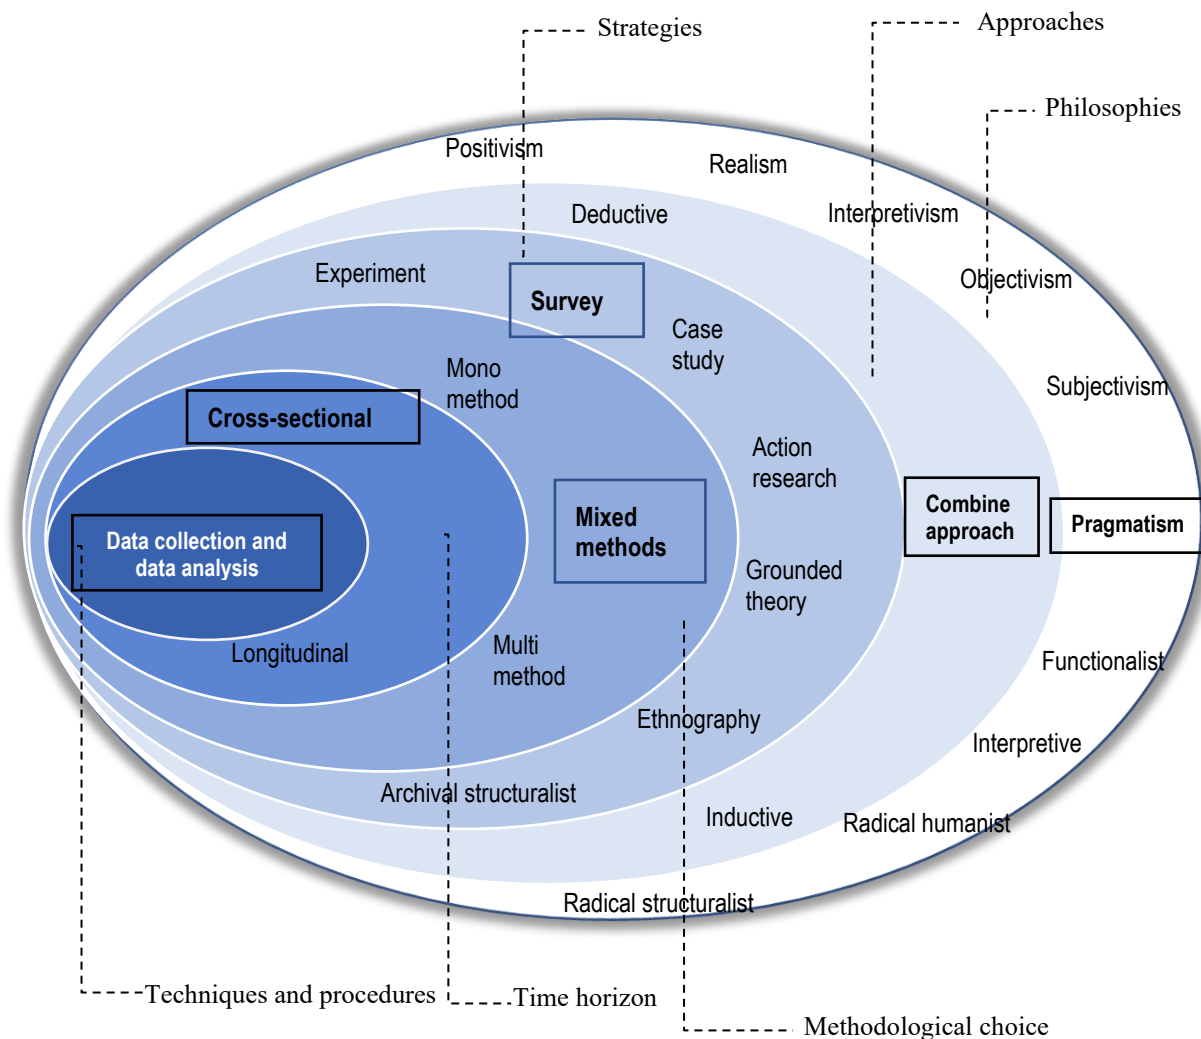 Strategies
Approaches
Philosophies
Positivism
Realism
Deductive
Interpretivism
Experiment
Survey
Objectivism
Case
study
Mono
method
Subjectivism
Cross-sectional
Action
research
Combine
approach
Mixed
methods
Pragmatism
Data collection and
data analysis
Grounded
theory
Longitudinal
Multi
method
Functionalist
Ethnography
Interpretive
Archival structuralist
Inductive
Radical humanist
Radical structuralist
Techniques and procedures
Time horizon
Methodological choice